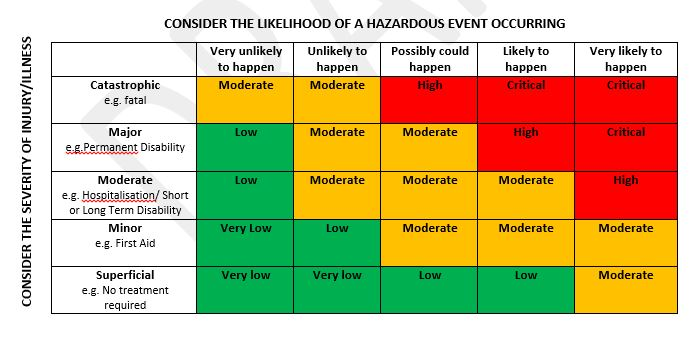 CONSIDER THE LIKELIHOOD OF A HAZARDOUS EVENT OCCURRING
CONSIDER THE SEVERITY OF INJURY/ILLNESS
Very unlikely to happen
Unlikely to happen
Possibly could happen
Likely to happen
Very likely to happen
Catastrophic
e.g. fatal
Moderate
Moderate
High
Critical
Critical
Major
e.g.Permanent Disability
Low
Moderate
Moderate
High
Critical
Moderate
e.g. Hospitalisation/ Short
or Long Term Disability
Low
Moderate
Moderate
Moderate
High
Minor
e.g. First Aid
Very Low
Low
Moderate
Moderate
Moderate
Superficial
e.g. No treatment
required
Very low
Very low
Low
Low
Moderate